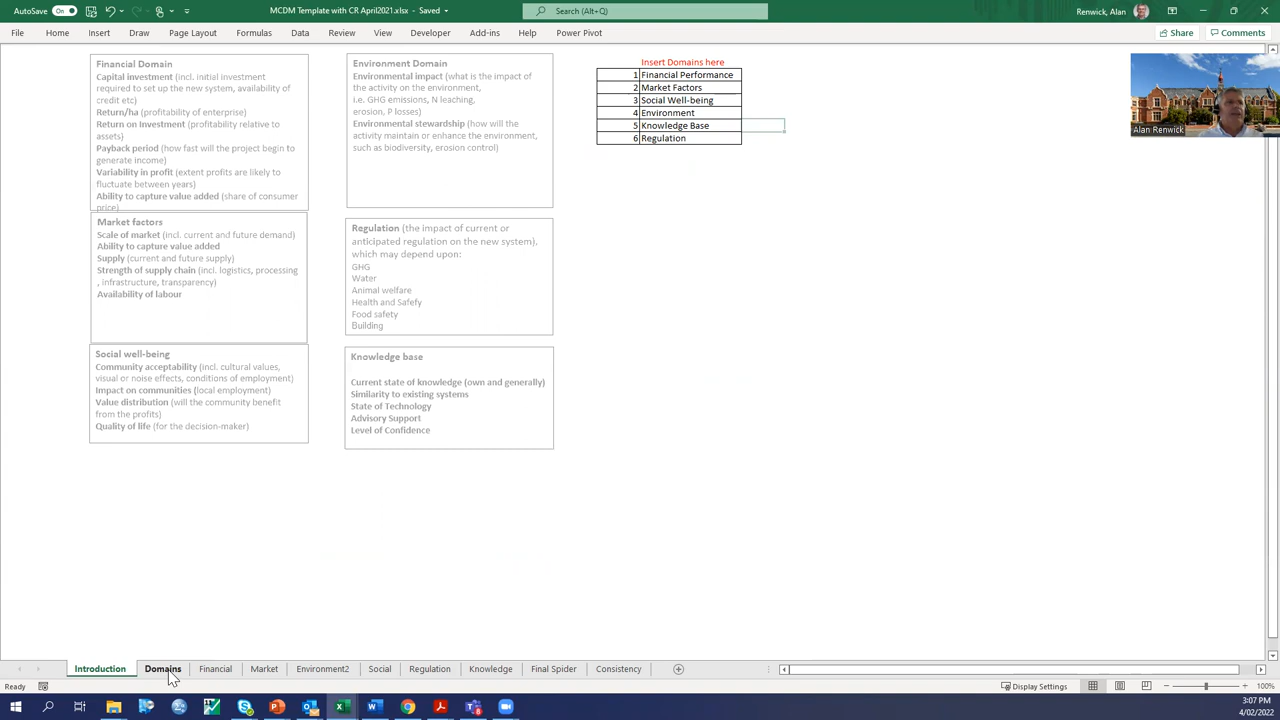 AutoSave On
MCDM Template with CR April2021.xlsx - Saved
Search (Alt+Q)
Renwick, Alan
File Home Insert Draw Page Layout Formulas Data Review View Developer Add-ins Help Power Pivot Share Comments
Financial Domain
Capital investment (incl. initial investment
required to set up the new system, availability of
credit etc)
Return/ha (profitability of enterprise)
Return on Investment (profitability relative to
assets)
Payback period (how fast will the project begin to
generate income)
Variability in profit (extent profits are likely to
fluctuate between years)
Ability to capture value added (share of consumer
price)
Market factors
Scale of market (incl. current and future demand)
Ability to capture value added
Supply (current and future supply)
Strength of supply chain (incl. logistics, processing
, infrastructure, transparency)
Availability of labour
Social well-being
Community acceptability (incl. cultural values,
visual or noise effects, conditions of employment)
Impact on communities (local employment)
Value distribution (will the community benefit
from the profits)
Quality of life (for the decision-maker)
Environment Domain
Environmental impact (what is the impact of
the activity on the environment,
i.e. GHG emissions, N leaching,
erosion, P losses)
Environmental stewardship (how will the
activity maintain or enhance the environment,
such as biodiversity, erosion control)
Regulation (the impact of current or
anticipated regulation on the new system),
which may depend upon:
GHG
Water
Animal welfare
Health and Safefy
Food safety
Building
Knowledge base
Current state of knowledge (own and generally)
Similarity to existing systems
State of Technology
Advisory Support
Level of Confidence
Insert Domains here
1 Financial Performance
2 Market Factors
3 Social Well-being
4 Environment
5 Knowledge Base
6 Regulation
Alan Renwick
Introduction Domains Financial Market Environment2 Social Regulation Knowledge Final Spider Consistency
Ready
Display Settings
100%
3:07 PM
4/02/2022